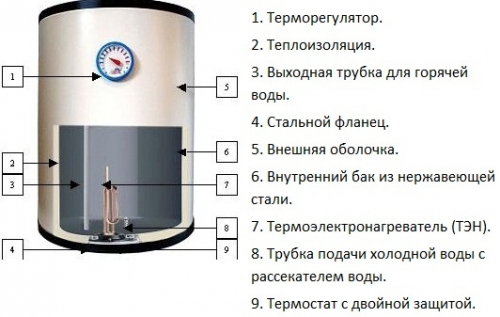 1. Терморегулятор.
2. Теплоизоляция.
3. Выходная трубка для горячей
воды.
4. Стальной фланец.
5. Внешняя оболочка.
6. Внутренний бак из нержавеющей
стали.
7. Термоэлектронагреватель (ТЭН).
8. Трубка подачи холодной воды с
рассекателем воды.
9. Термостат с двойной защитой.
1
5
2
6
3
7
8
4
9